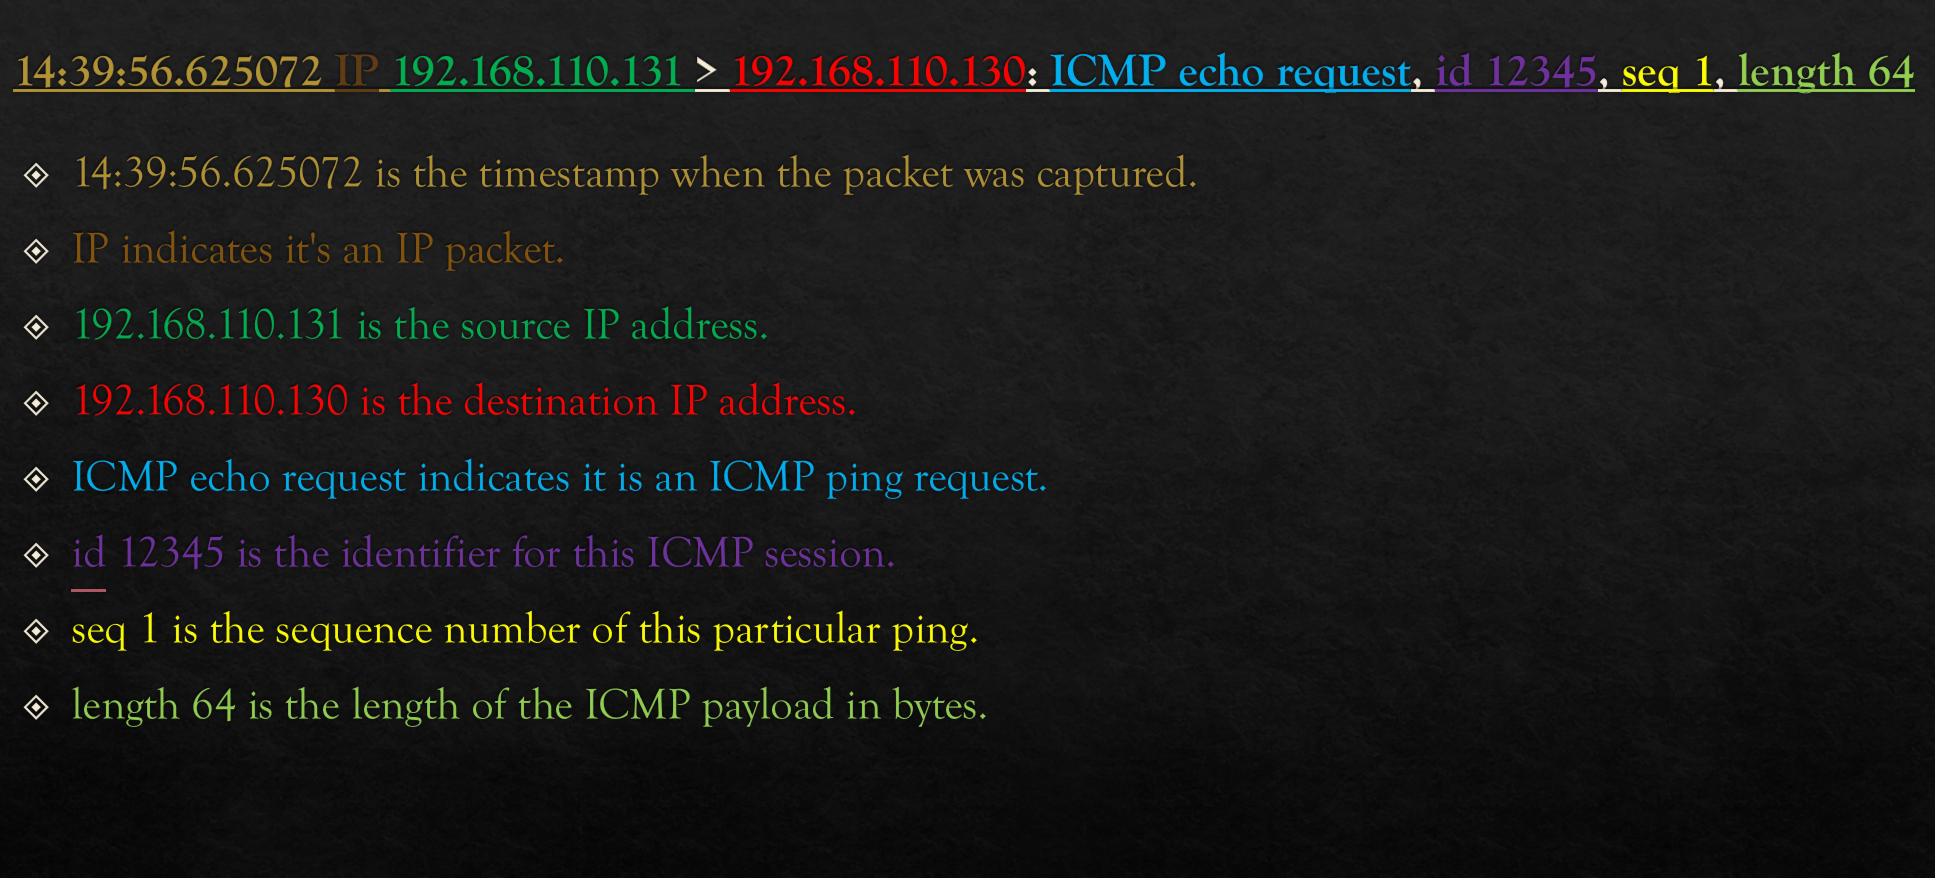 14:39:56.625072 IP 192.168.110.131 > 192.168.110.130: ICMP echo request, id 12345, seq 1, length 64
14:39:56.625072 is the timestamp when the packet was captured.
IP indicates it's an IP packet.
192.168.110.131 is the source IP address.
192.168.110.130 is the destination IP address.
ICMP echo request indicates it is an ICMP ping request.
id 12345 is the identifier for this ICMP session.
seq 1 is the sequence number of this particular ping.
length 64 is the length of the ICMP payload in bytes.